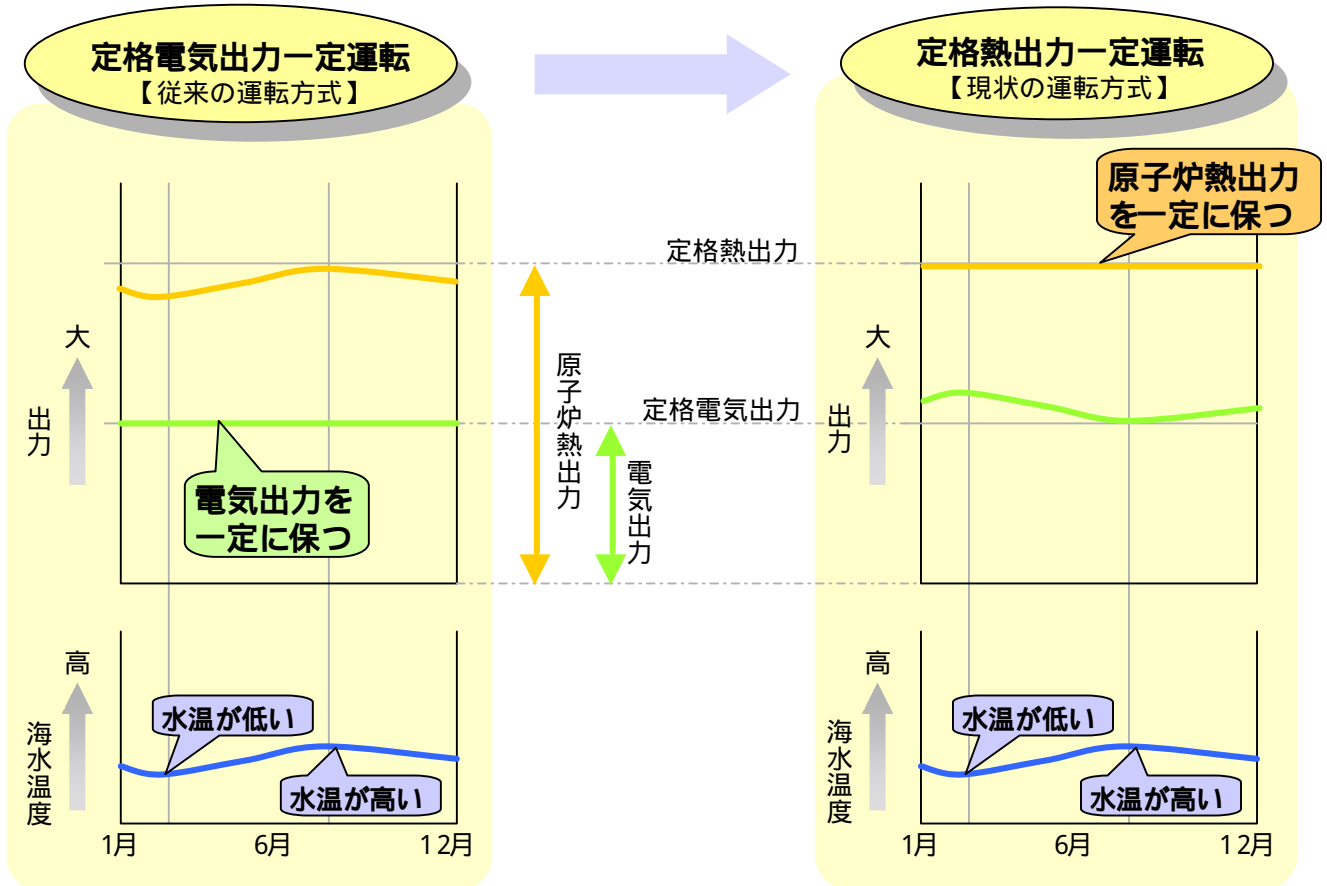 定格電気出力一定運転
【従来の運転方式】
大
出力
電気出力を
一定に保つ
高
海水温度
水温が低い
水温が高い
1月
6月
12月
定格熱出力
原子炉熱出力
定格電気出力
電気出力
定格熱出力一定運転
【現状の運転方式】
原子炉熱出力
を一定に保つ
大
出力
高
海水温度
水温が低い
水温が高い
1月
6月
12月